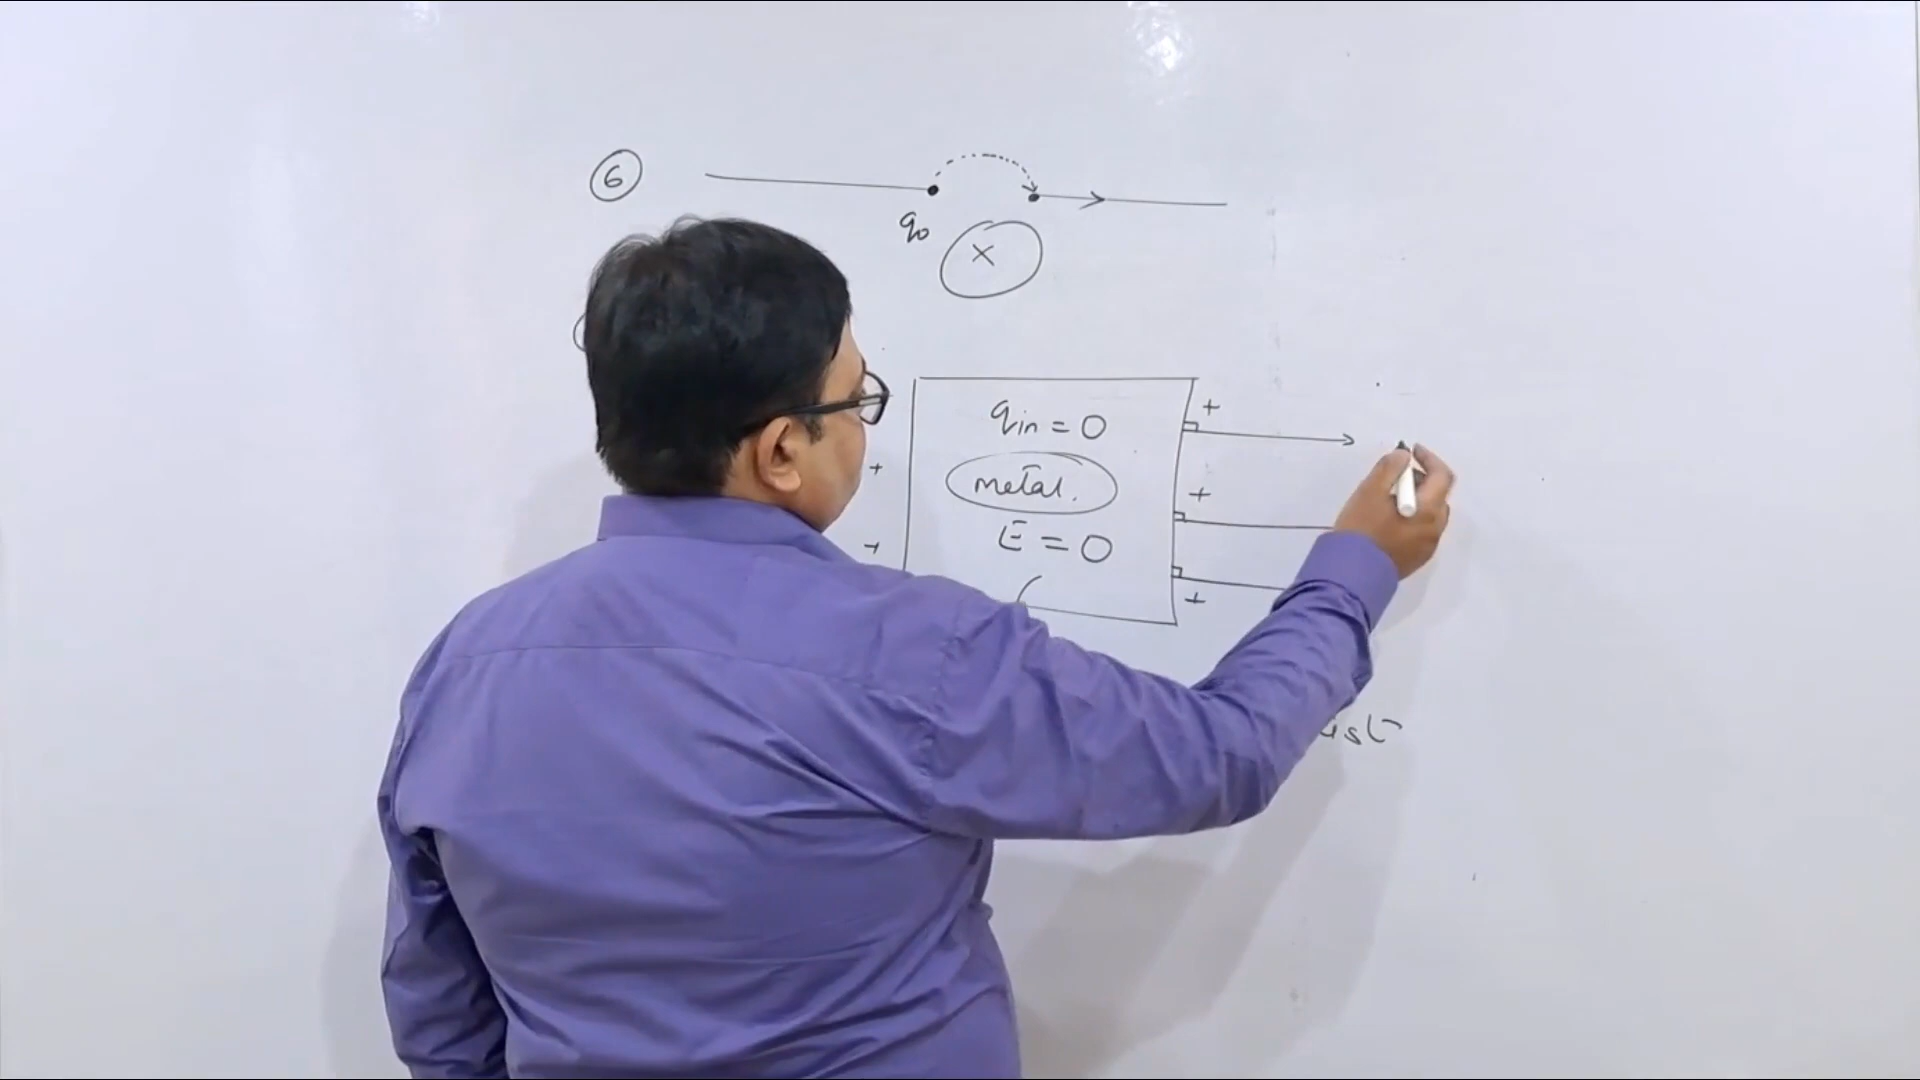 6
q₀
×
+
qin = 0
+
metal.
+
+
E = 0
+